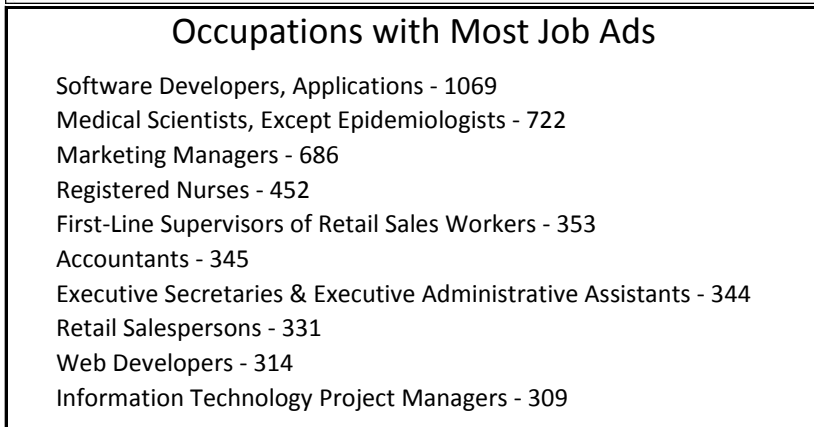 Occupations with Most Job Ads
Software Developers, Applications - 1069
Medical Scientists, Except Epidemiologists - 722
Marketing Managers - 686
Registered Nurses - 452
First-Line Supervisors of Retail Sales Workers - 353
Accountants - 345
Executive Secretaries & Executive Administrative Assistants - 344
Retail Salespersons - 331
Web Developers - 314
Information Technology Project Managers - 309